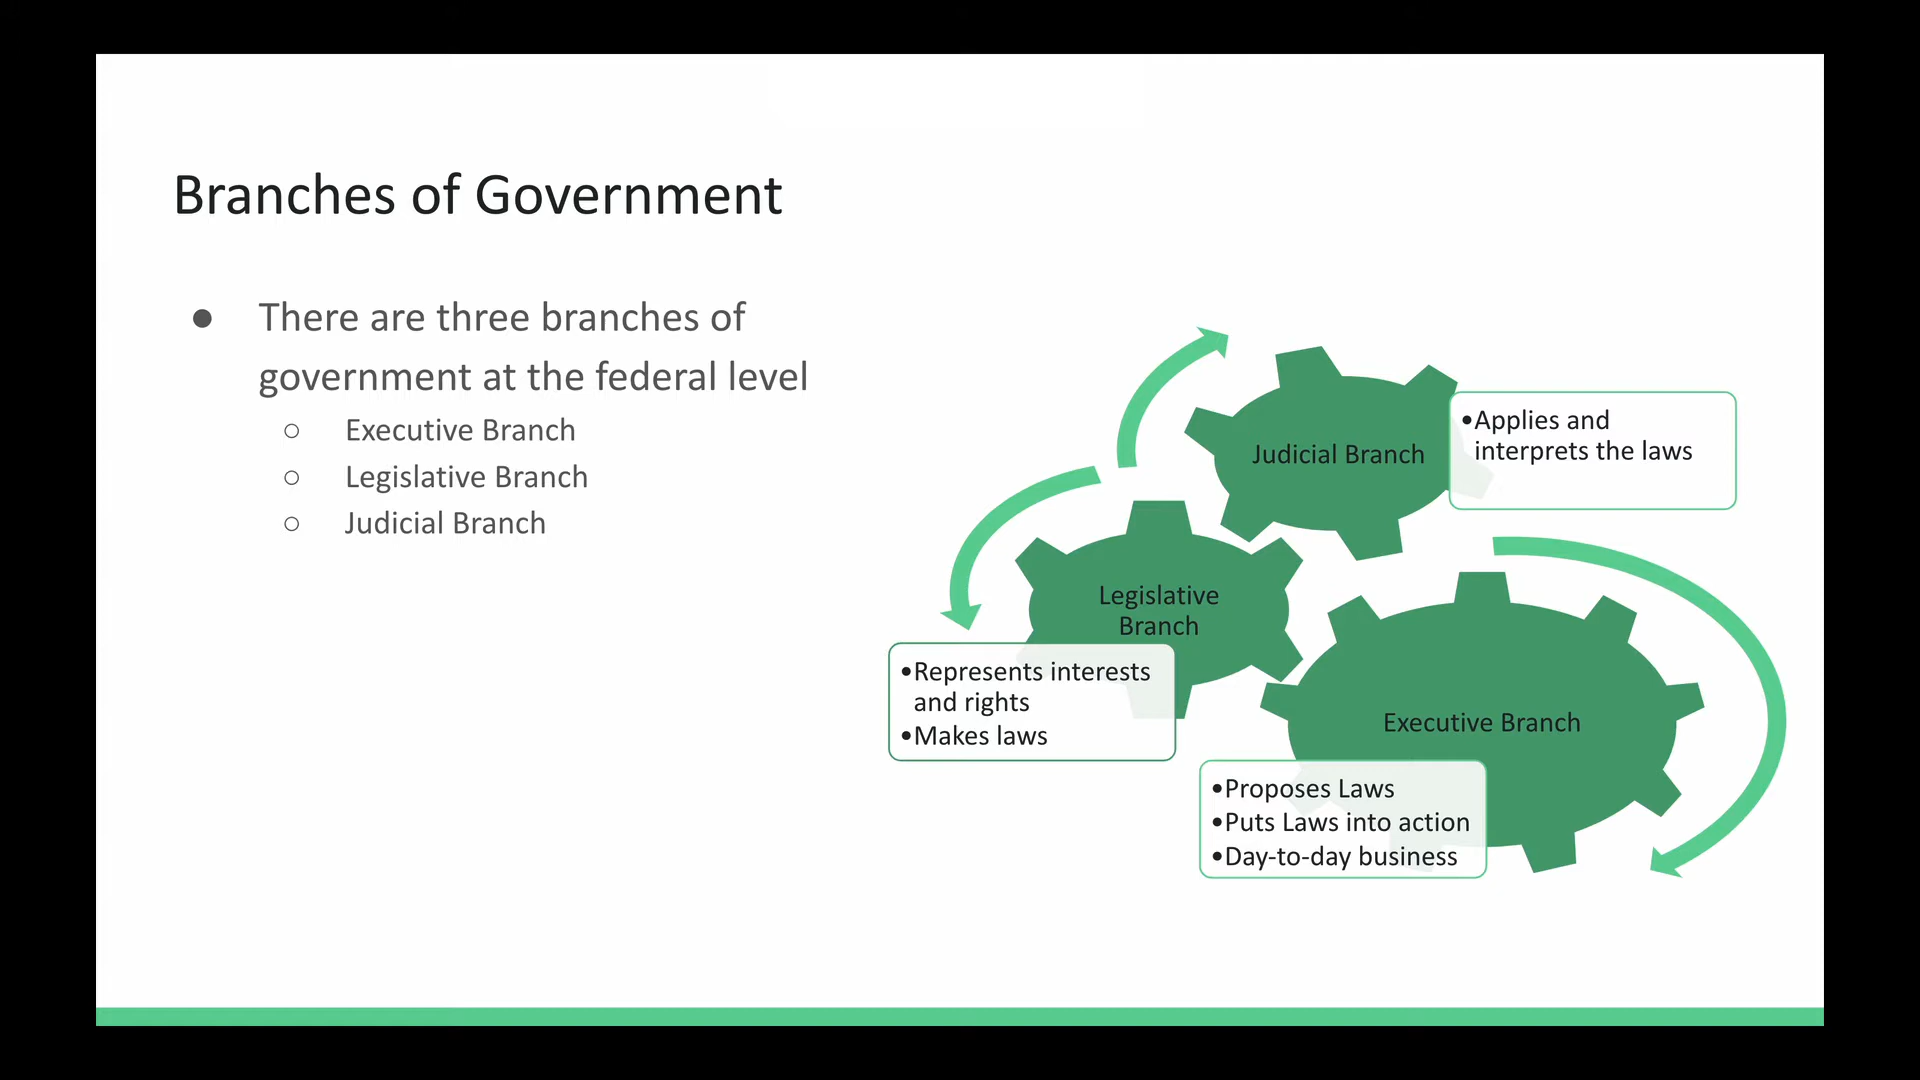 Branches of Government
● There are three branches of
government at the federal level
○ Executive Branch
○ Legislative Branch
○ Judicial Branch
Judicial Branch
•Applies and
interprets the laws
Legislative
Branch
•Represents interests
and rights
•Makes laws
Executive Branch
•Proposes Laws
•Puts Laws into action
•Day-to-day business